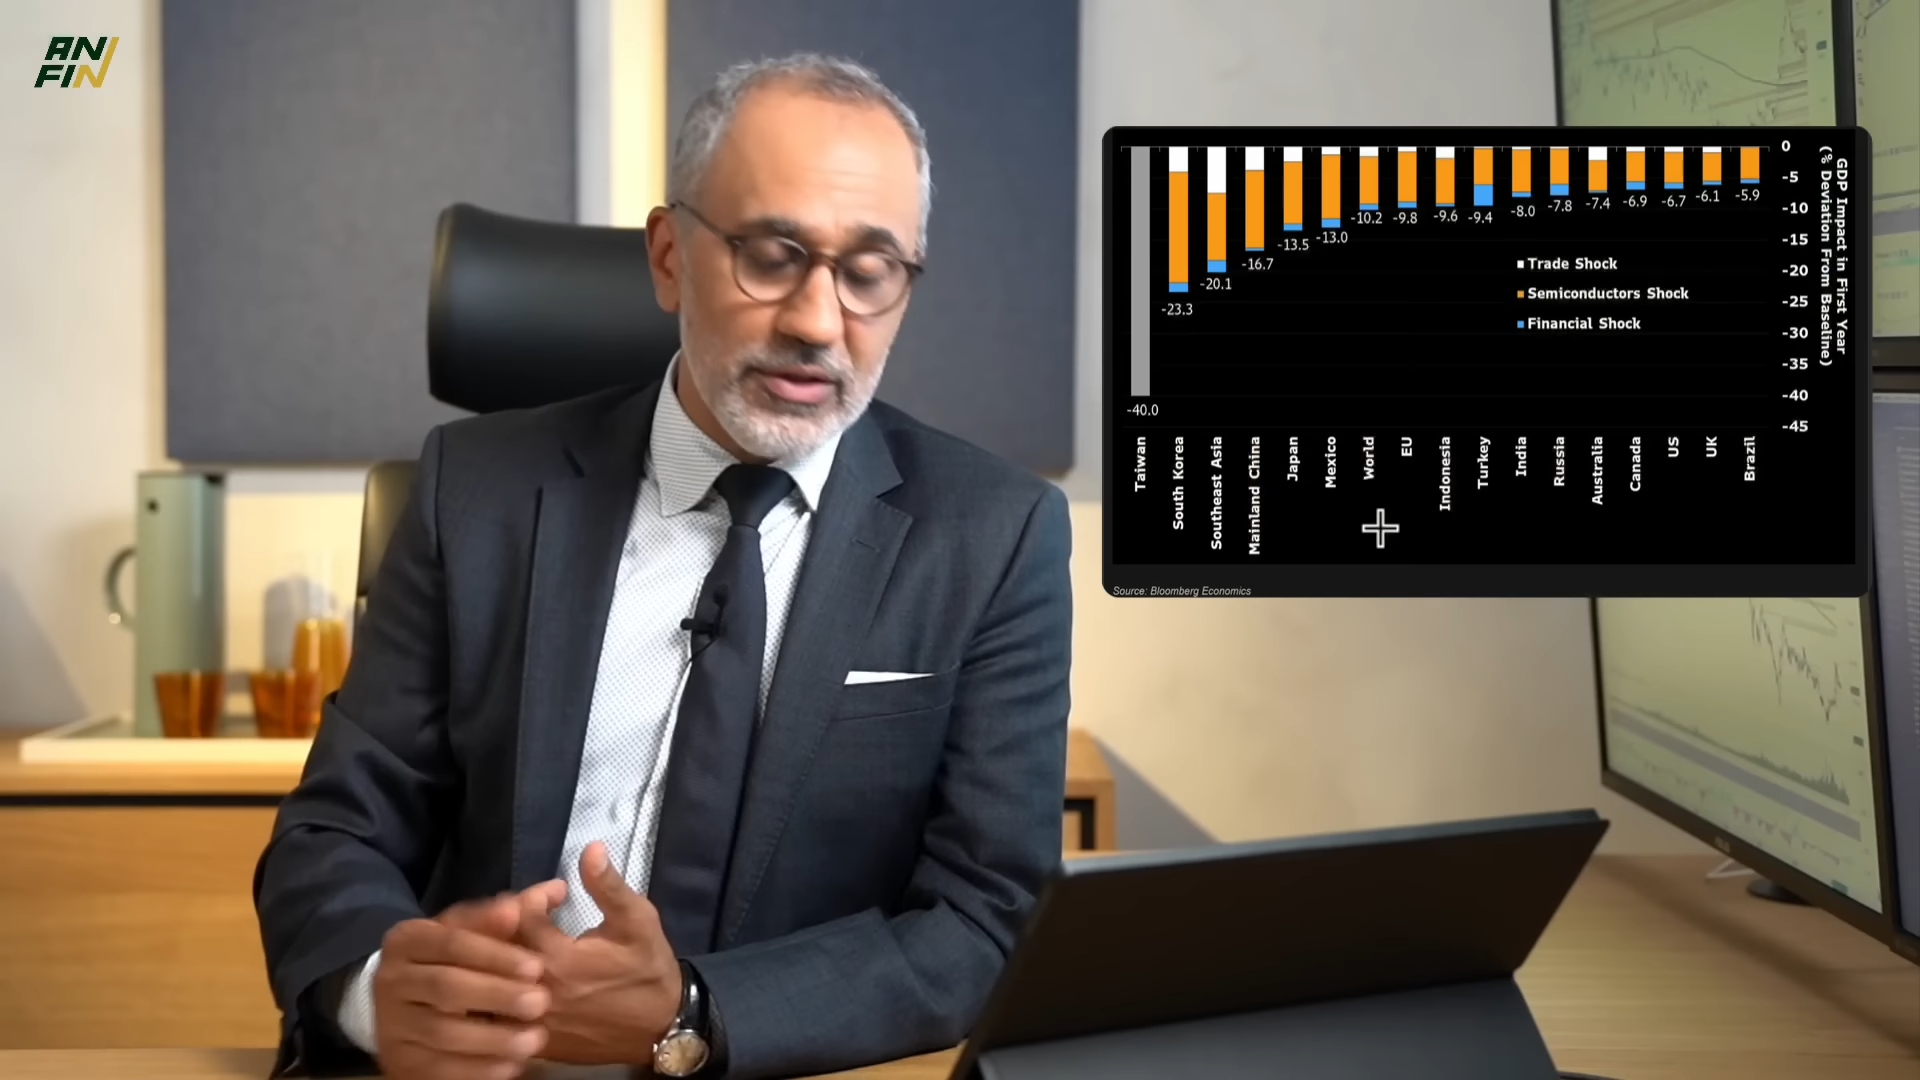 AN
FIN
0
-5
-10
-15
-20
-25
-30
-35
-40
-45
GDP Impact in First Year
(% Deviation From Baseline)
-40.0
-23.3
-20.1
-16.7
-13.5
-13.0
-10.2
-9.8
-9.6
-9.4
-8.0
-7.8
-7.4
-6.9
-6.7
-6.1
-5.9
Trade Shock
Semiconductors Shock
Financial Shock
Taiwan
South Korea
Southeast Asia
Mainland China
Japan
Mexico
World
EU
Indonesia
Turkey
India
Russia
Australia
Canada
US
UK
Brazil
Source: Bloomberg Economics